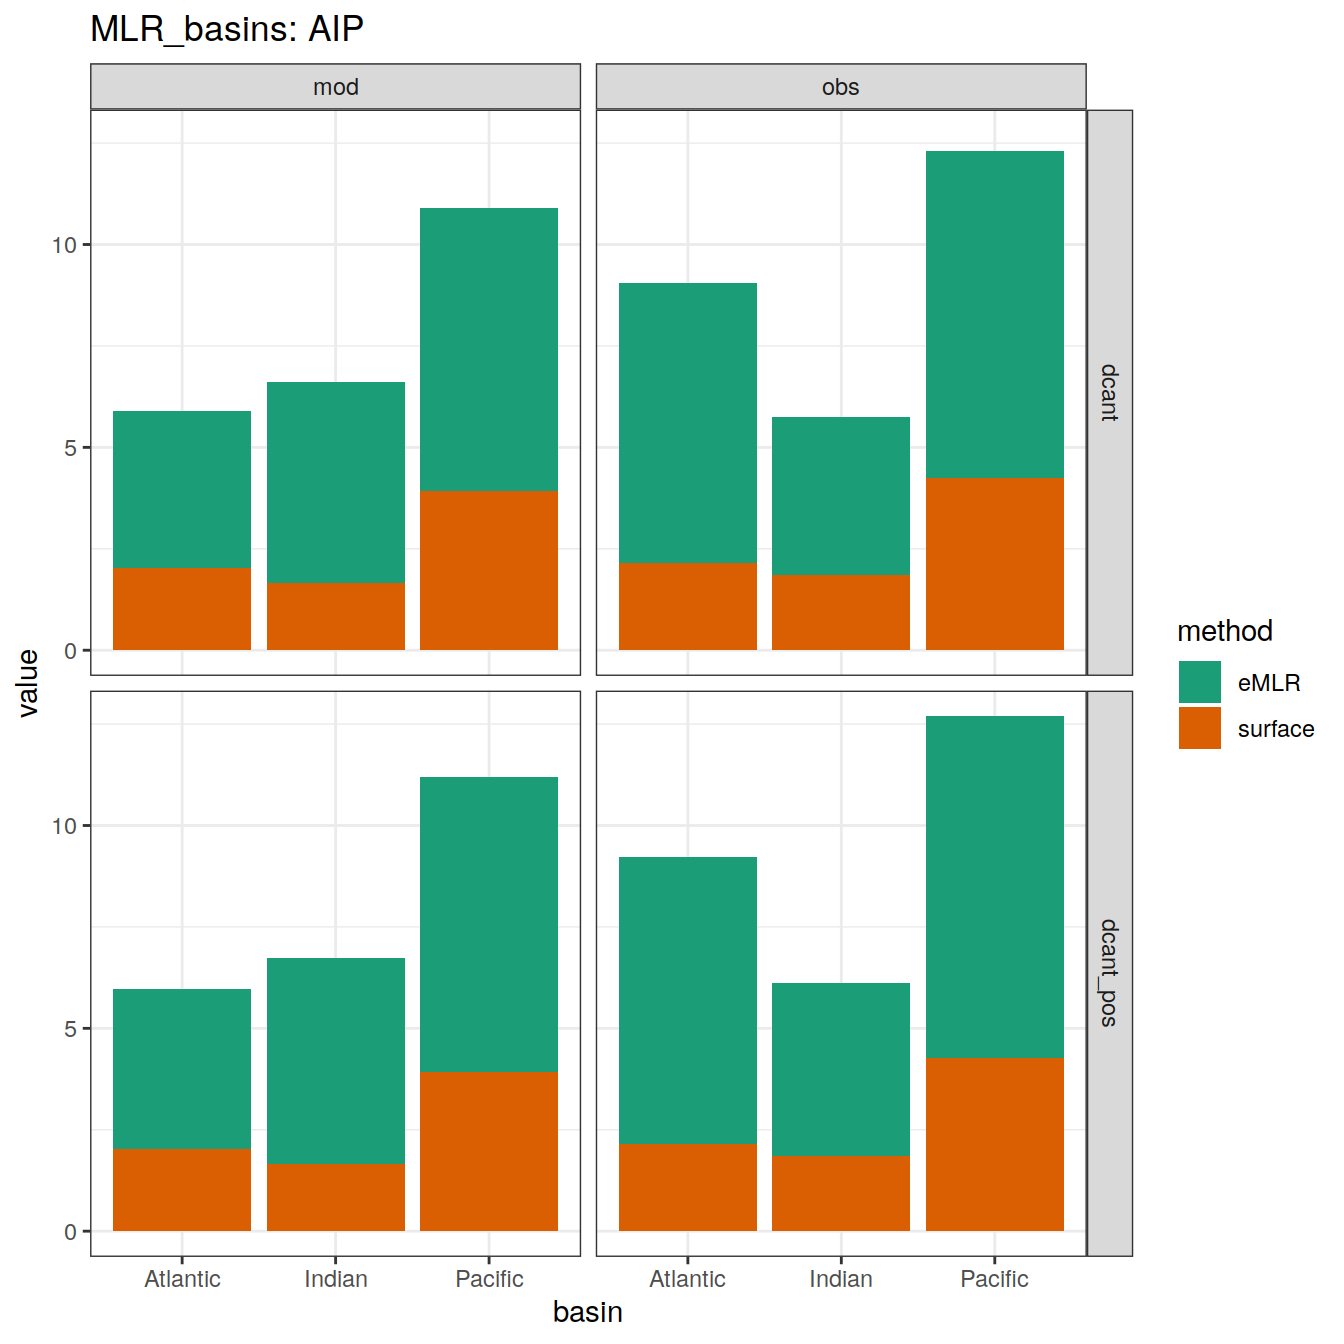 MLR_basins: AIP
mod
obs
10
5
0
dcant
value
10
5
0
dcant_pos
Atlantic
Indian
Pacific
Atlantic
Indian
Pacific
basin
method
eMLR
surface